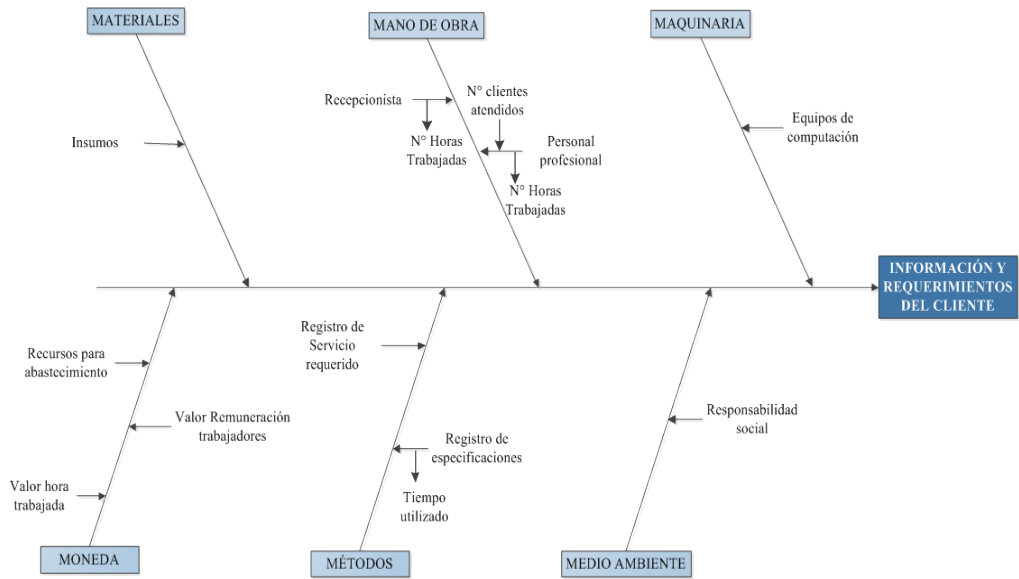 MATERIALES
MANO DE OBRA
MAQUINARIA
Insumos
Recepcionista
N° Horas
Trabajadas
N° clientes
atendidos
Personal
profesional
N° Horas
Trabajadas
Equipos de
computación
INFORMACIÓN Y
REQUERIMIENTOS
DEL CLIENTE
Recursos para
abastecimiento
Valor Remuneración
trabajadores
Valor hora
trabajada
Registro de
Servicio
requerido
Registro de
especificaciones
Tiempo
utilizado
Responsabilidad
social
MONEDA
MÉTODOS
MEDIO AMBIENTE